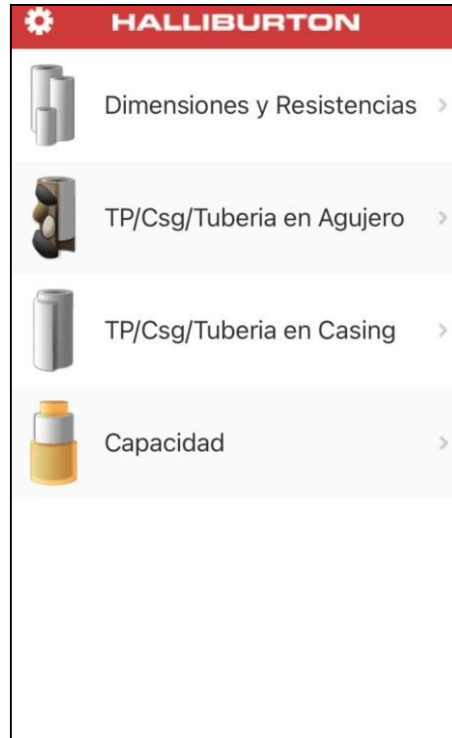 HALLIBURTON
Dimensiones y Resistencias
TP/Csg/Tuberia en Agujero
TP/Csg/Tuberia en Casing
Capacidad